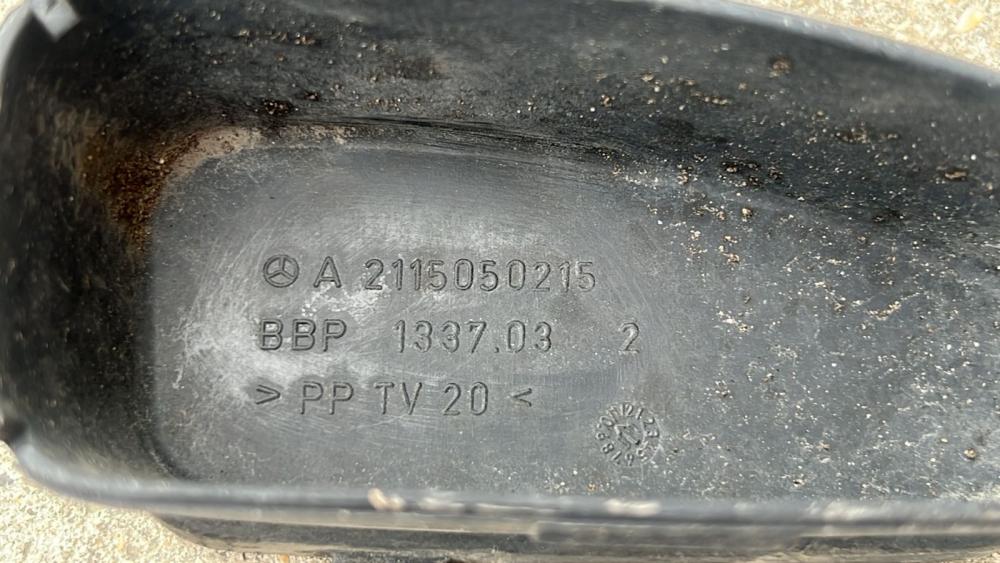 A 2115050215
BBP 1337.03 2
> PP TV 20 <